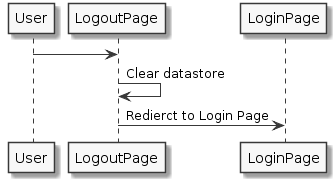 User LogoutPage LoginPage
Clear datastore
Redierct to Login Page
User LogoutPage LoginPage